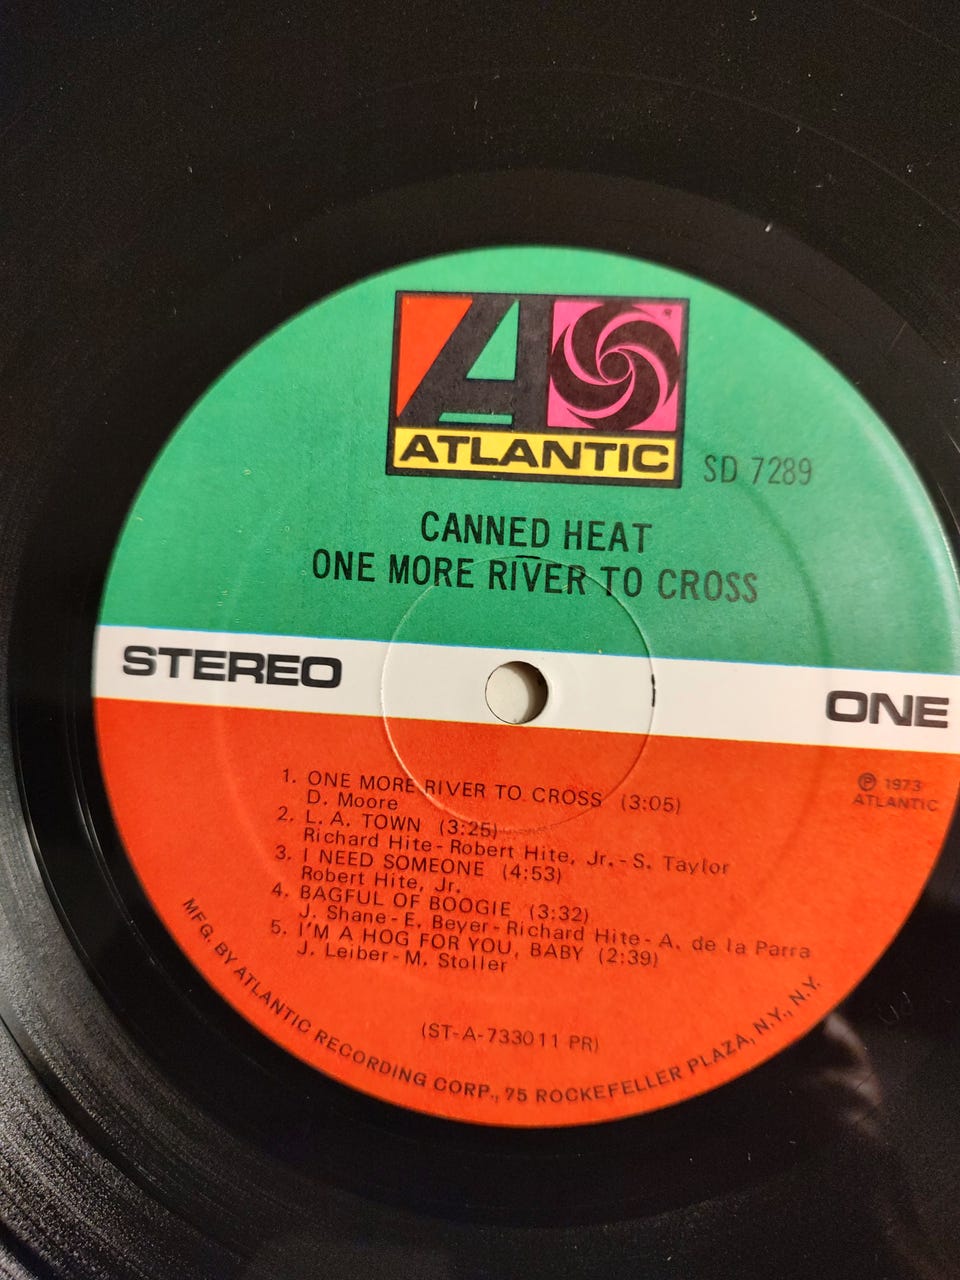 ATLANTIC
SD 7289
CANNED HEAT
ONE MORE RIVER TO CROSS
STEREO
ONE
℗ 1973
ATLANTIC
1. ONE MORE RIVER TO CROSS (3:05)
D. Moore
2. L. A. TOWN (3:25)
Richard Hite-Robert Hite, Jr.-S. Taylor
3. I NEED SOMEONE (4:53)
Robert Hite, Jr.
4. BAGFUL OF BOOGIE (3:32)
J. Shane-E. Beyer-Richard Hite-A. de la Parra
5. I'M A HOG FOR YOU, BABY (2:39)
J. Leiber-M. Stoller
(ST-A-733011 PR)
MFG. BY ATLANTIC RECORDING CORP., 75 ROCKEFELLER PLAZA, N.Y., N.Y.